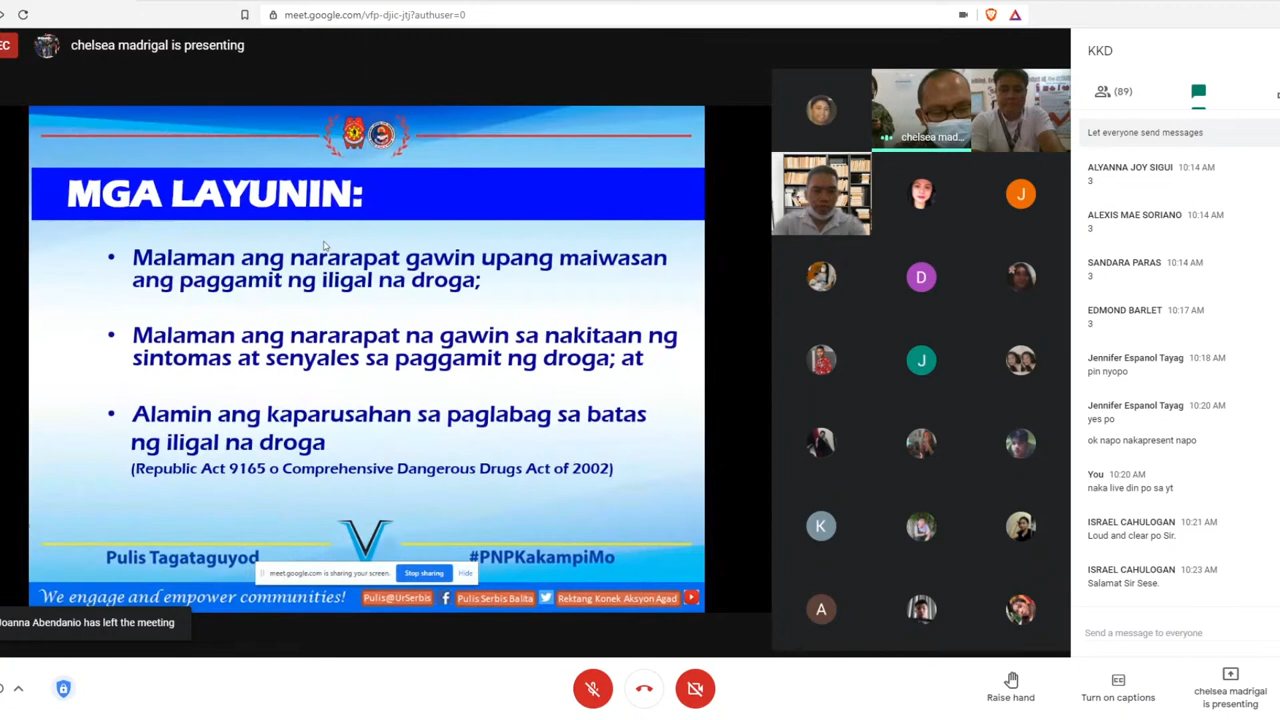 meet.google.com/vfp-djic-jtj?authuser=0
EC
chelsea madrigal is presenting
MGA LAYUNIN:
• Malaman ang nararapat gawin upang maiwasan
ang paggamit ng iligal na droga;
• Malaman ang nararapat na gawin sa nakitaan ng
sintomas at senyales sa paggamit ng droga; at
• Alamin ang kaparusahan sa paglabag sa batas
ng iligal na droga
(Republic Act 9165 o Comprehensive Dangerous Drugs Act of 2002)
Pulis Tagataguyod
#PNPKakampiMo
meet.google.com is sharing your screen.
Stop sharing
Hide
We engage and empower communities!
Pulis@UrSerbis
Pulis Serbis Balita
Rektang Konek Aksyon Agad
Joanna Abendanio has left the meeting
chelsea mad...
J
D
J
K
A
KKD
(89)
Let everyone send messages
ALYANNA JOY SIGUI 10:14 AM
3
ALEXIS MAE SORIANO 10:14 AM
3
SANDARA PARAS 10:14 AM
3
EDMOND BARLET 10:17 AM
3
Jennifer Espanol Tayag 10:18 AM
pin nyopo
Jennifer Espanol Tayag 10:20 AM
yes po
ok napo nakapresent napo
You 10:20 AM
naka live din po sa yt
ISRAEL CAHULOGAN 10:21 AM
Loud and clear po Sir.
ISRAEL CAHULOGAN 10:23 AM
Salamat Sir Sese.
Send a message to everyone
Raise hand
Turn on captions
chelsea madrigal
is presenting